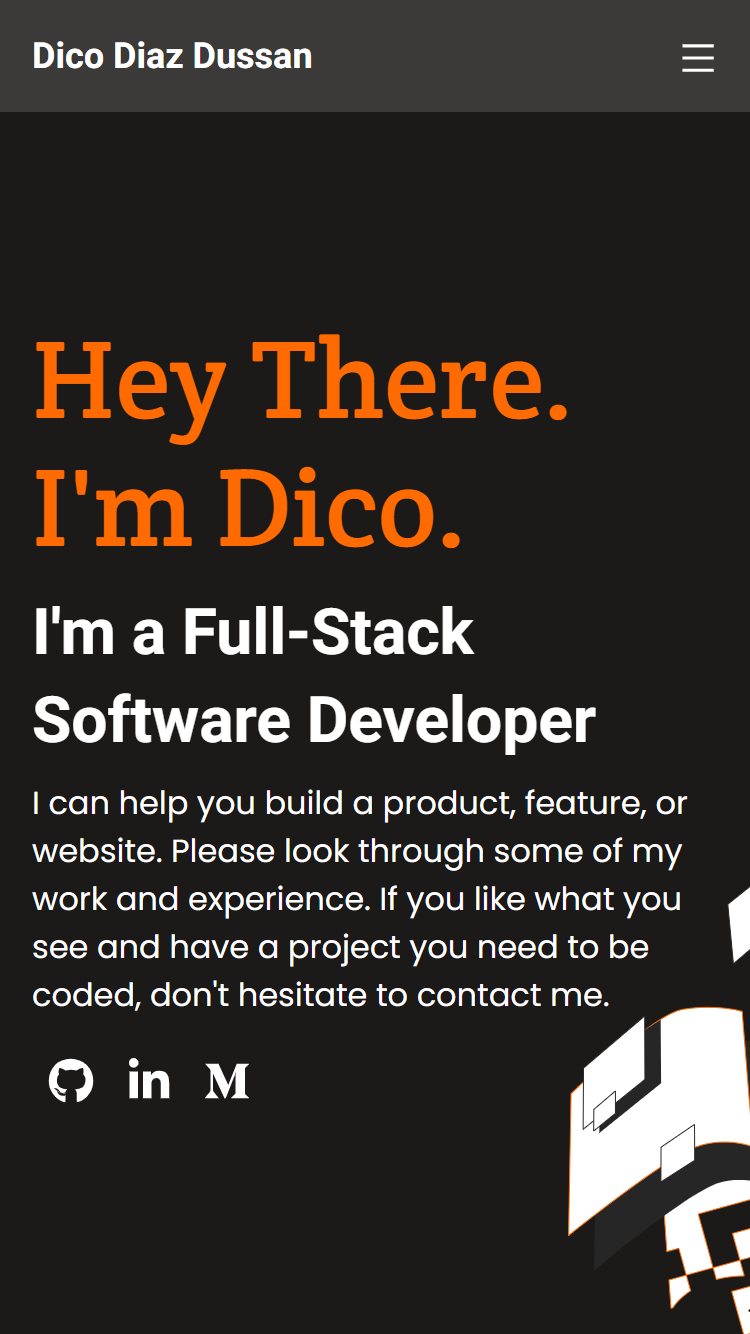 Dico Diaz Dussan
Hey There.
I'm Dico.
I'm a Full-Stack
Software Developer
I can help you build a product, feature, or
website. Please look through some of my
work and experience. If you like what you
see and have a project you need to be
coded, don't hesitate to contact me.